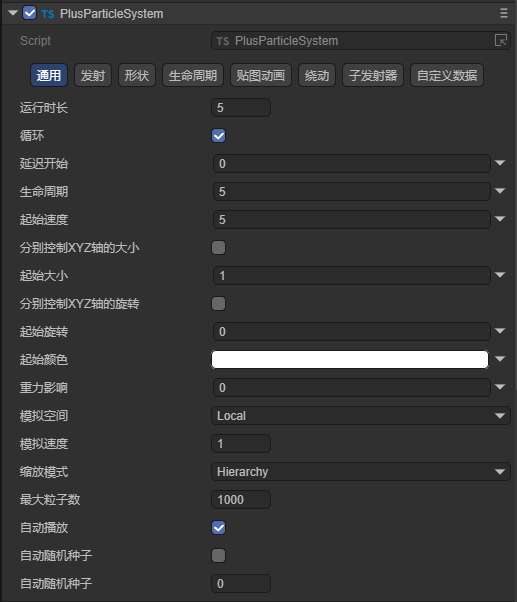 TS PlusParticleSystem
Script TS PlusParticleSystem
通用 发射 形状 生命周期 贴图动画 绕动 子发射器 自定义数据
运行时长 5
循环
延迟开始 0
生命周期 5
起始速度 5
分别控制XYZ轴的大小
起始大小 1
分别控制XYZ轴的旋转
起始旋转 0
起始颜色
重力影响 0
模拟空间 Local
模拟速度 1
缩放模式 Hierarchy
最大粒子数 1000
自动播放
自动随机种子
自动随机种子 0